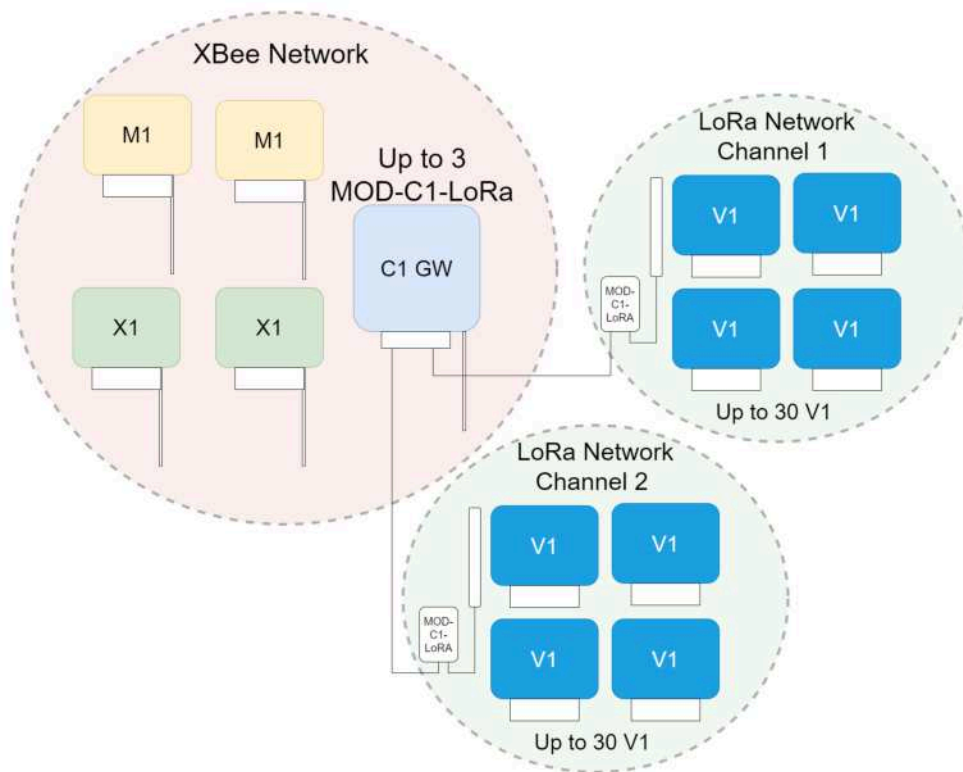 XBee Network
M1
M1
Up to 3
MOD-C1-LoRa
C1 GW
X1
X1
LoRa Network
Channel 1
V1
V1
MOD-
C1-
LoRA
V1
V1
Up to 30 V1
LoRa Network
Channel 2
V1
V1
MOD-
C1-
LoRA
V1
V1
Up to 30 V1